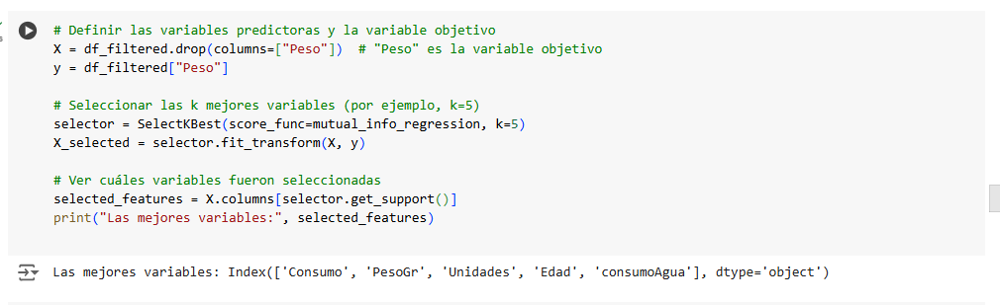 # Definir las variables predictoras y la variable objetivo
X = df_filtered.drop(columns=["Peso"])  # "Peso" es la variable objetivo
y = df_filtered["Peso"]
# Seleccionar las k mejores variables (por ejemplo, k=5)
selector = SelectKBest(score_func=mutual_info_regression, k=5)
X_selected = selector.fit_transform(X, y)
# Ver cuáles variables fueron seleccionadas
selected_features = X.columns[selector.get_support()]
print("Las mejores variables:", selected_features)
Las mejores variables: Index(['Consumo', 'PesoGr', 'Unidades', 'Edad', 'consumoAgua'], dtype='object')